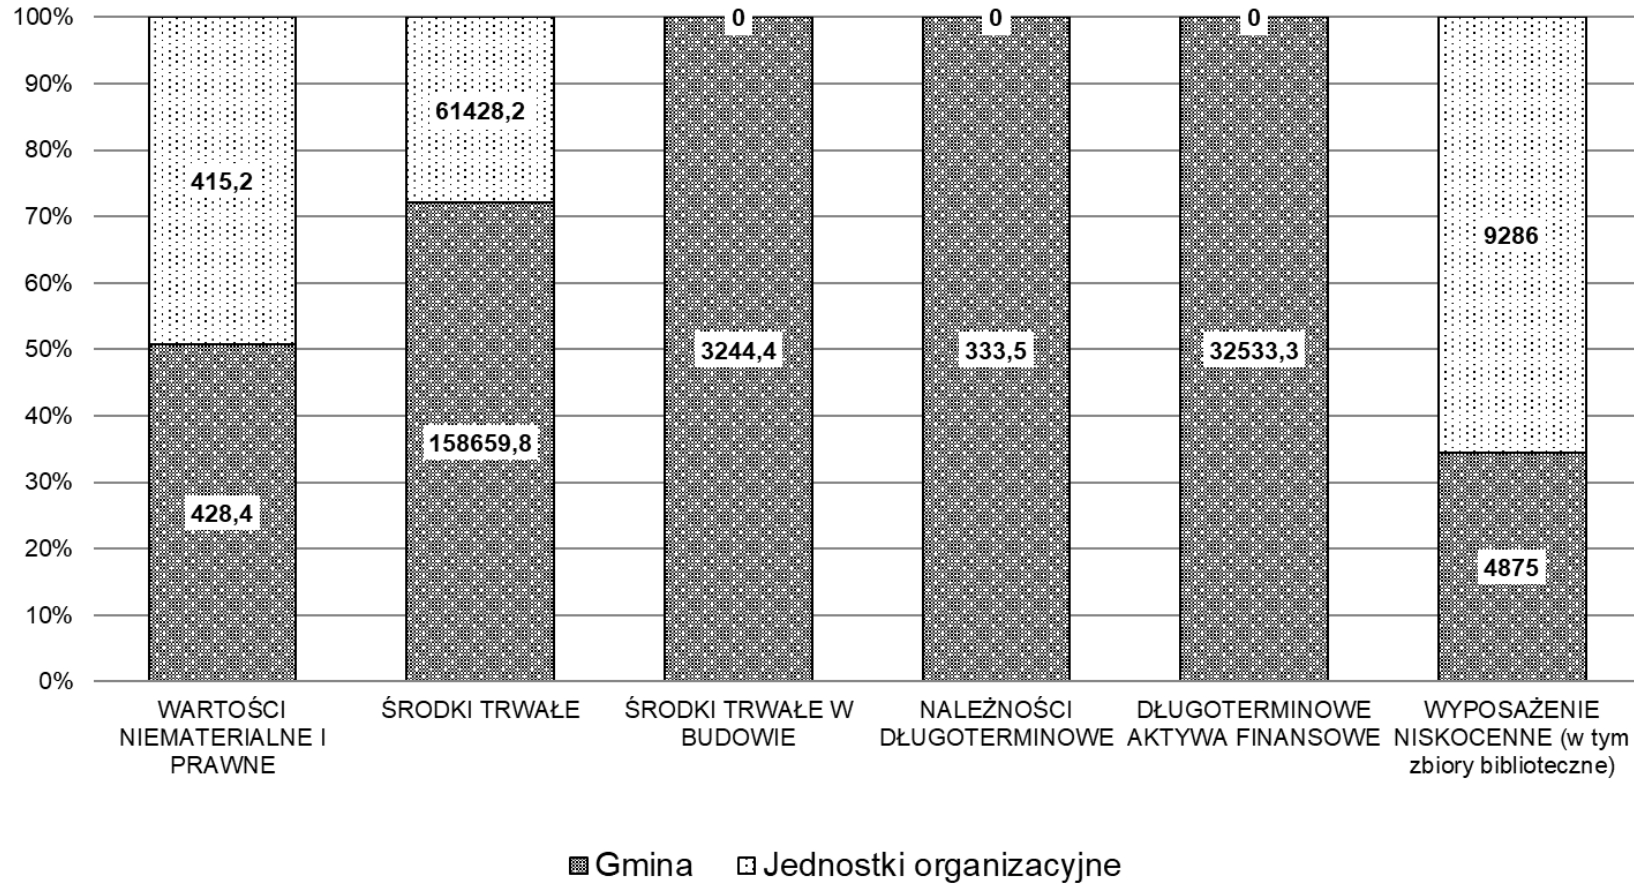 100%
90%
80%
70%
60%
50%
40%
30%
20%
10%
0%
0
0
0
61428,2
415,2
9286
3244,4
333,5
32533,3
158659,8
428,4
4875
WARTOŚCI
NIEMATERIALNE I
PRAWNE
ŚRODKI TRWAŁE
ŚRODKI TRWAŁE W
BUDOWIE
NALEŻNOŚCI
DŁUGOTERMINOWE
DŁUGOTERMINOWE
AKTYWA FINANSOWE
WYPOSAŻENIE
NISKOCENNE (w tym
zbiory biblioteczne)
Gmina
Jednostki organizacyjne